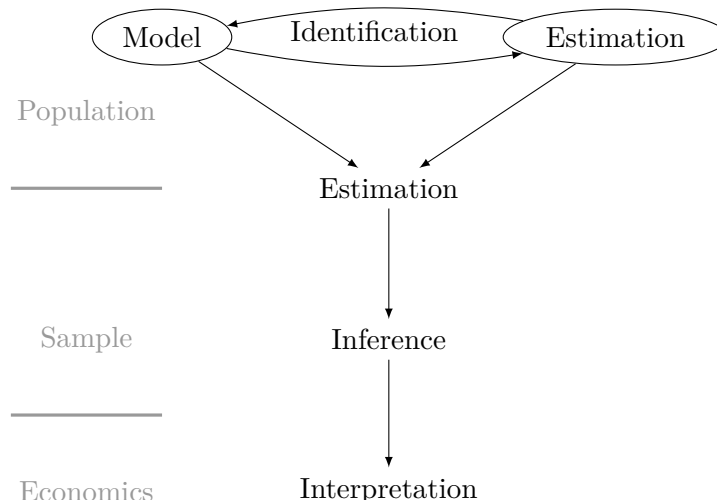 Model Identification Estimation
Population
Estimation
Sample Inference
Economics Interpretation